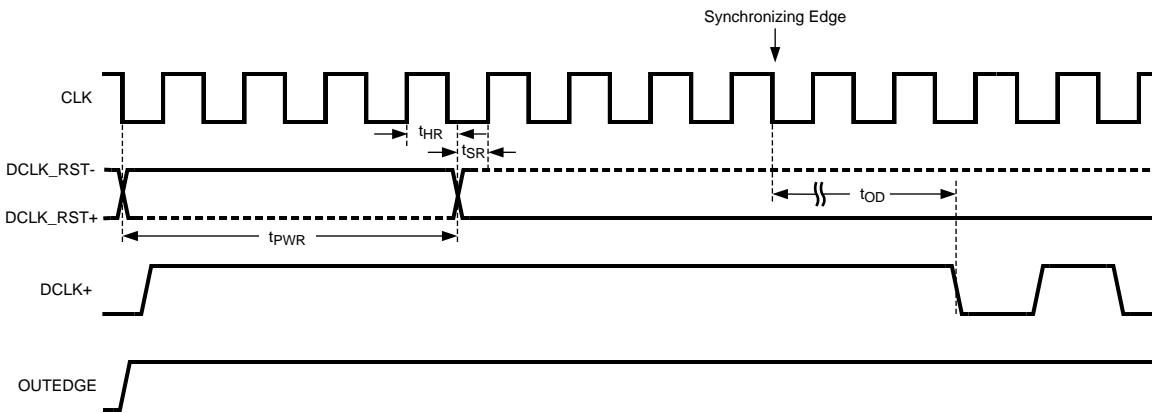 Synchronizing Edge
CLK
tHR
tSR
DCLK_RST-
tOD
DCLK_RST+
tPWR
DCLK+
OUTEDGE